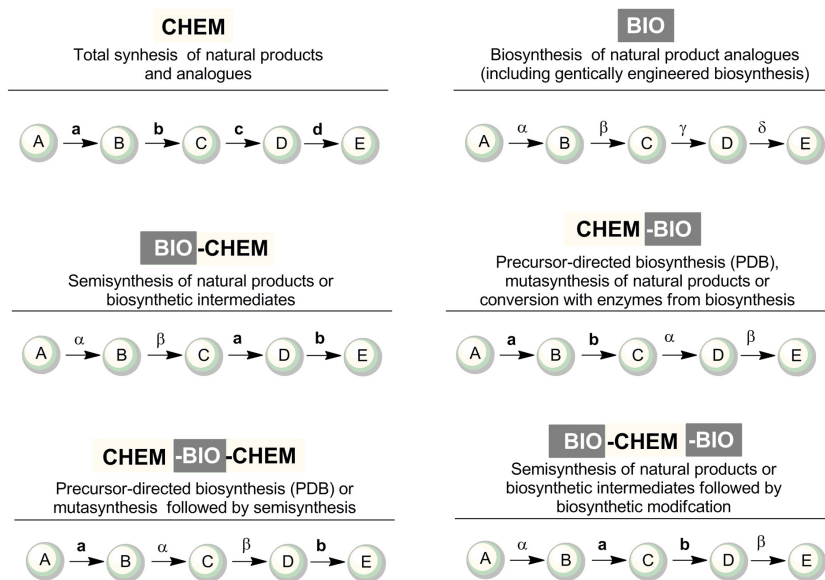 CHEM
Total synhesis of natural products
and analogues
a b c d
A B C D E
BIO
Biosynthesis of natural product analogues
(including gentically engineered biosynthesis)
α β γ δ
A B C D E
BIO-CHEM
Semisynthesis of natural products or
biosynthetic intermediates
α β a b
A B C D E
CHEM-BIO
Precursor-directed biosynthesis (PDB),
mutasynthesis of natural products or
conversion with enzymes from biosynthesis
a b α β
A B C D E
CHEM-BIO-CHEM
Precursor-directed biosynthesis (PDB) or
mutasynthesis followed by semisynthesis
a α β b
A B C D E
BIO-CHEM-BIO
Semisynthesis of natural products or
biosynthetic intermediates followed by
biosynthetic modifcation
α a b β
A B C D E